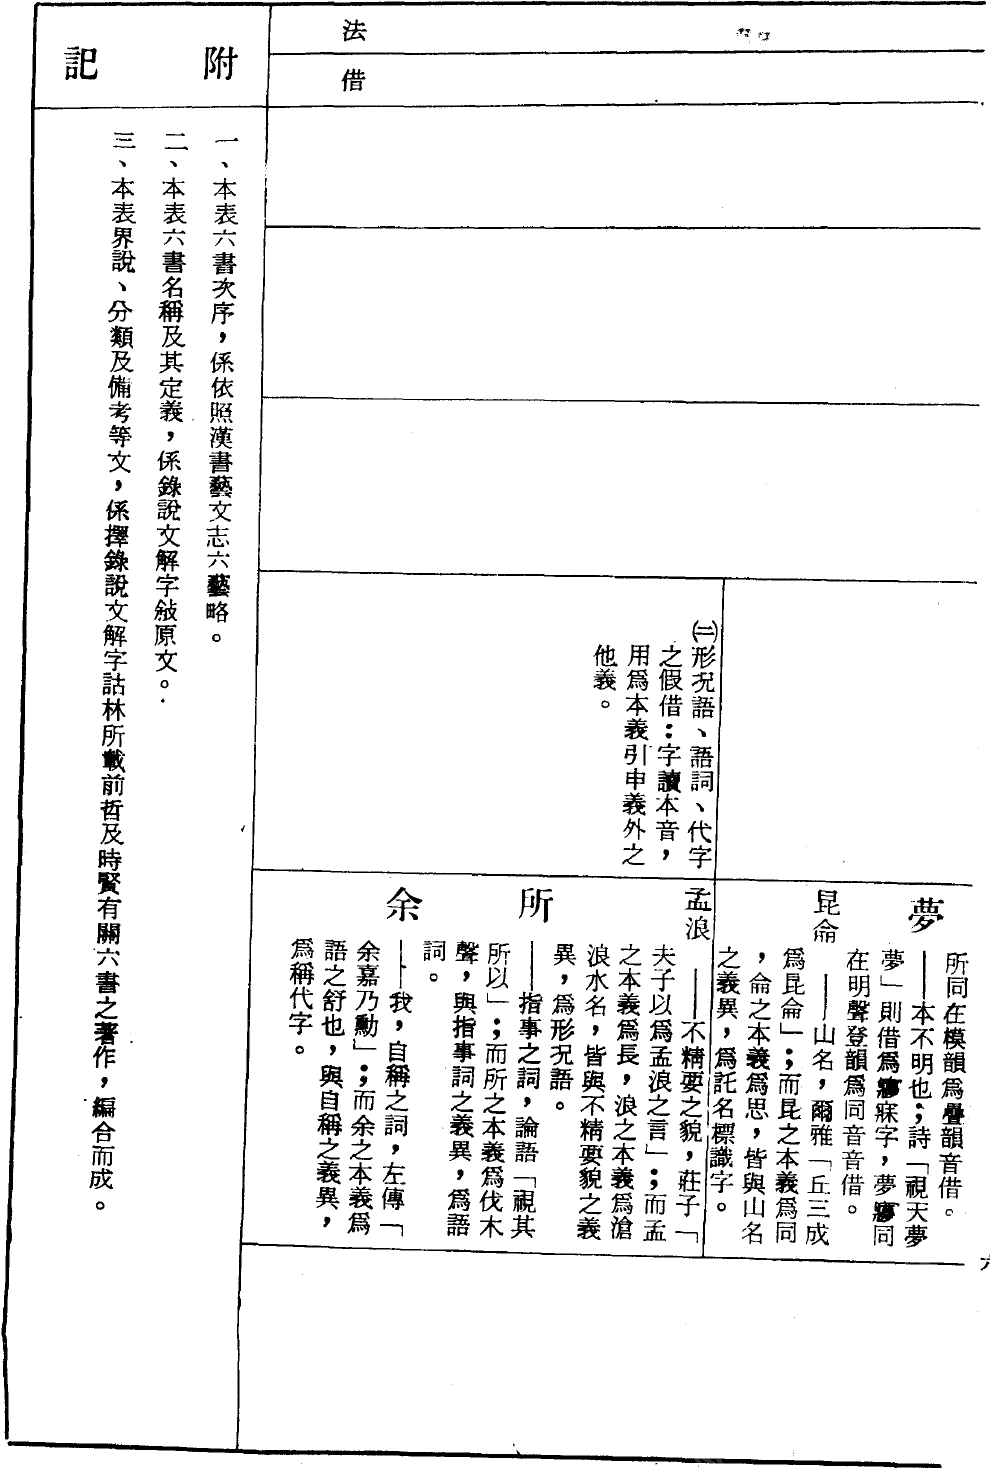 法
借
所同在模韻爲疊韻音借。
夢
——本不明也；詩「視天夢
夢」則借爲寢寐字，夢寢同
在明聲登韻爲同音音借。
昆侖
——山名，爾雅「丘三成
爲昆侖」；而昆之本義爲同
，侖之本義爲思，皆與山名
之義異，爲託名標識字。
㈡形況語、語詞、代字
之假借：字讀本音，
用爲本義引申義外之
他義。
孟浪
——不精要之貌，莊子「
夫子以爲孟浪之言」；而孟
之本義爲長，浪之本義爲滄
浪水名，皆與不精要貌之義
異，爲形況語。
所
——指事之詞，論語「視其
所以」；而所之本義爲伐木
聲，與指事詞之義異，爲語
詞。
余
——我，自稱之詞，左傳「
余嘉乃勳」；而余之本義爲
語之舒也，與自稱之義異，
爲稱代字。
附記
一、本表六書次序，係依照漢書藝文志六藝略。
二、本表六書名稱及其定義，係錄說文解字敍原文。
三、本表界說、分類及備考等文，係擇錄說文解字詁林所載前哲及時賢有關六書之著作，編合而成。